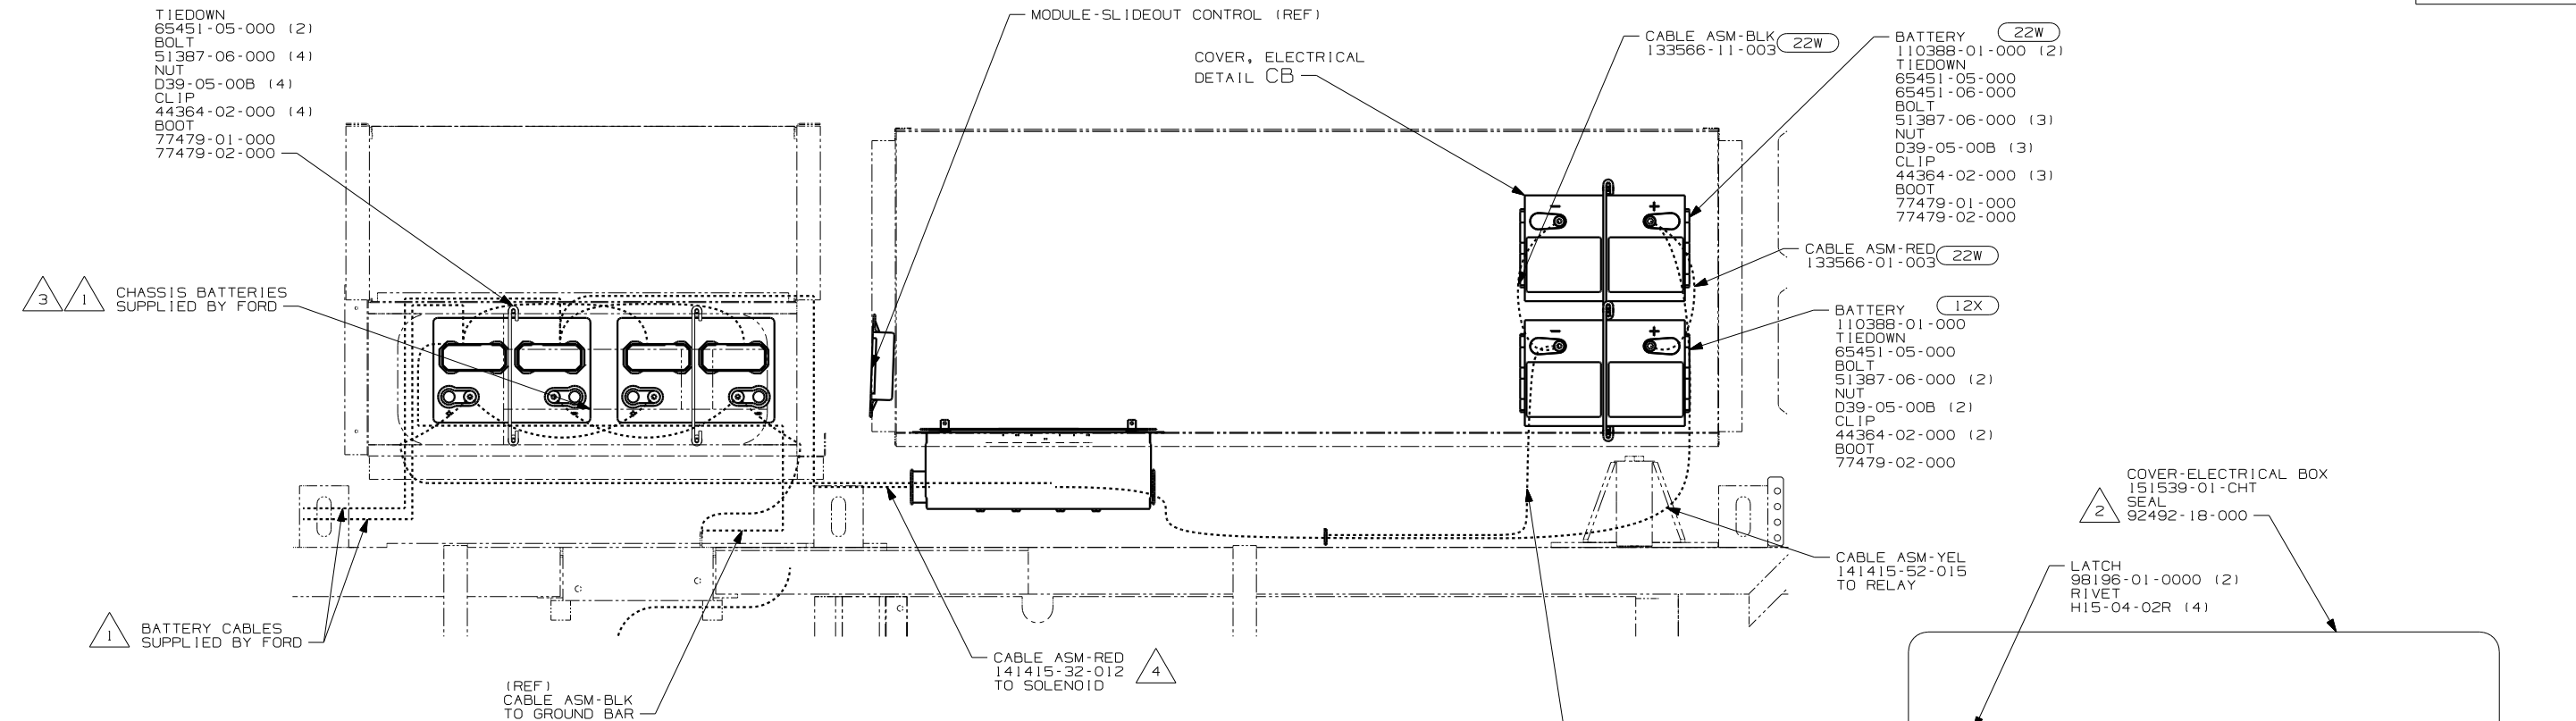 TIEDOWN
65451-05-000 (2)
BOLT
51387-06-000 (4)
NUT
D39-05-00B (4)
CLIP
44364-02-000 (4)
BOOT
77479-01-000
77479-02-000
MODULE-SLIDEOUT CONTROL (REF)
COVER, ELECTRICAL
DETAIL CB
CABLE ASM-BLK
133566-11-003
22W
BATTERY
22W
110388-01-000 (2)
TIEDOWN
65451-05-000
65451-06-000
BOLT
51387-06-000 (3)
NUT
D39-05-00B (3)
CLIP
44364-02-000 (3)
BOOT
77479-01-000
77479-02-000
- +
CABLE ASM-RED
133566-01-003
22W
3
1
CHASSIS BATTERIES
SUPPLIED BY FORD
BATTERY
12X
110388-01-000
TIEDOWN
65451-05-000
BOLT
51387-06-000 (2)
NUT
D39-05-00B (2)
CLIP
44364-02-000 (2)
BOOT
77479-02-000
- +
COVER-ELECTRICAL BOX
151539-01-CHT
SEAL
92492-18-000
2
CABLE ASM-YEL
141415-52-015
TO RELAY
LATCH
98196-01-0000 (2)
RIVET
H15-04-02R (4)
1
BATTERY CABLES
SUPPLIED BY FORD
CABLE ASM-RED
141415-32-012
TO SOLENOID
4
(REF)
CABLE ASM-BLK
TO GROUND BAR